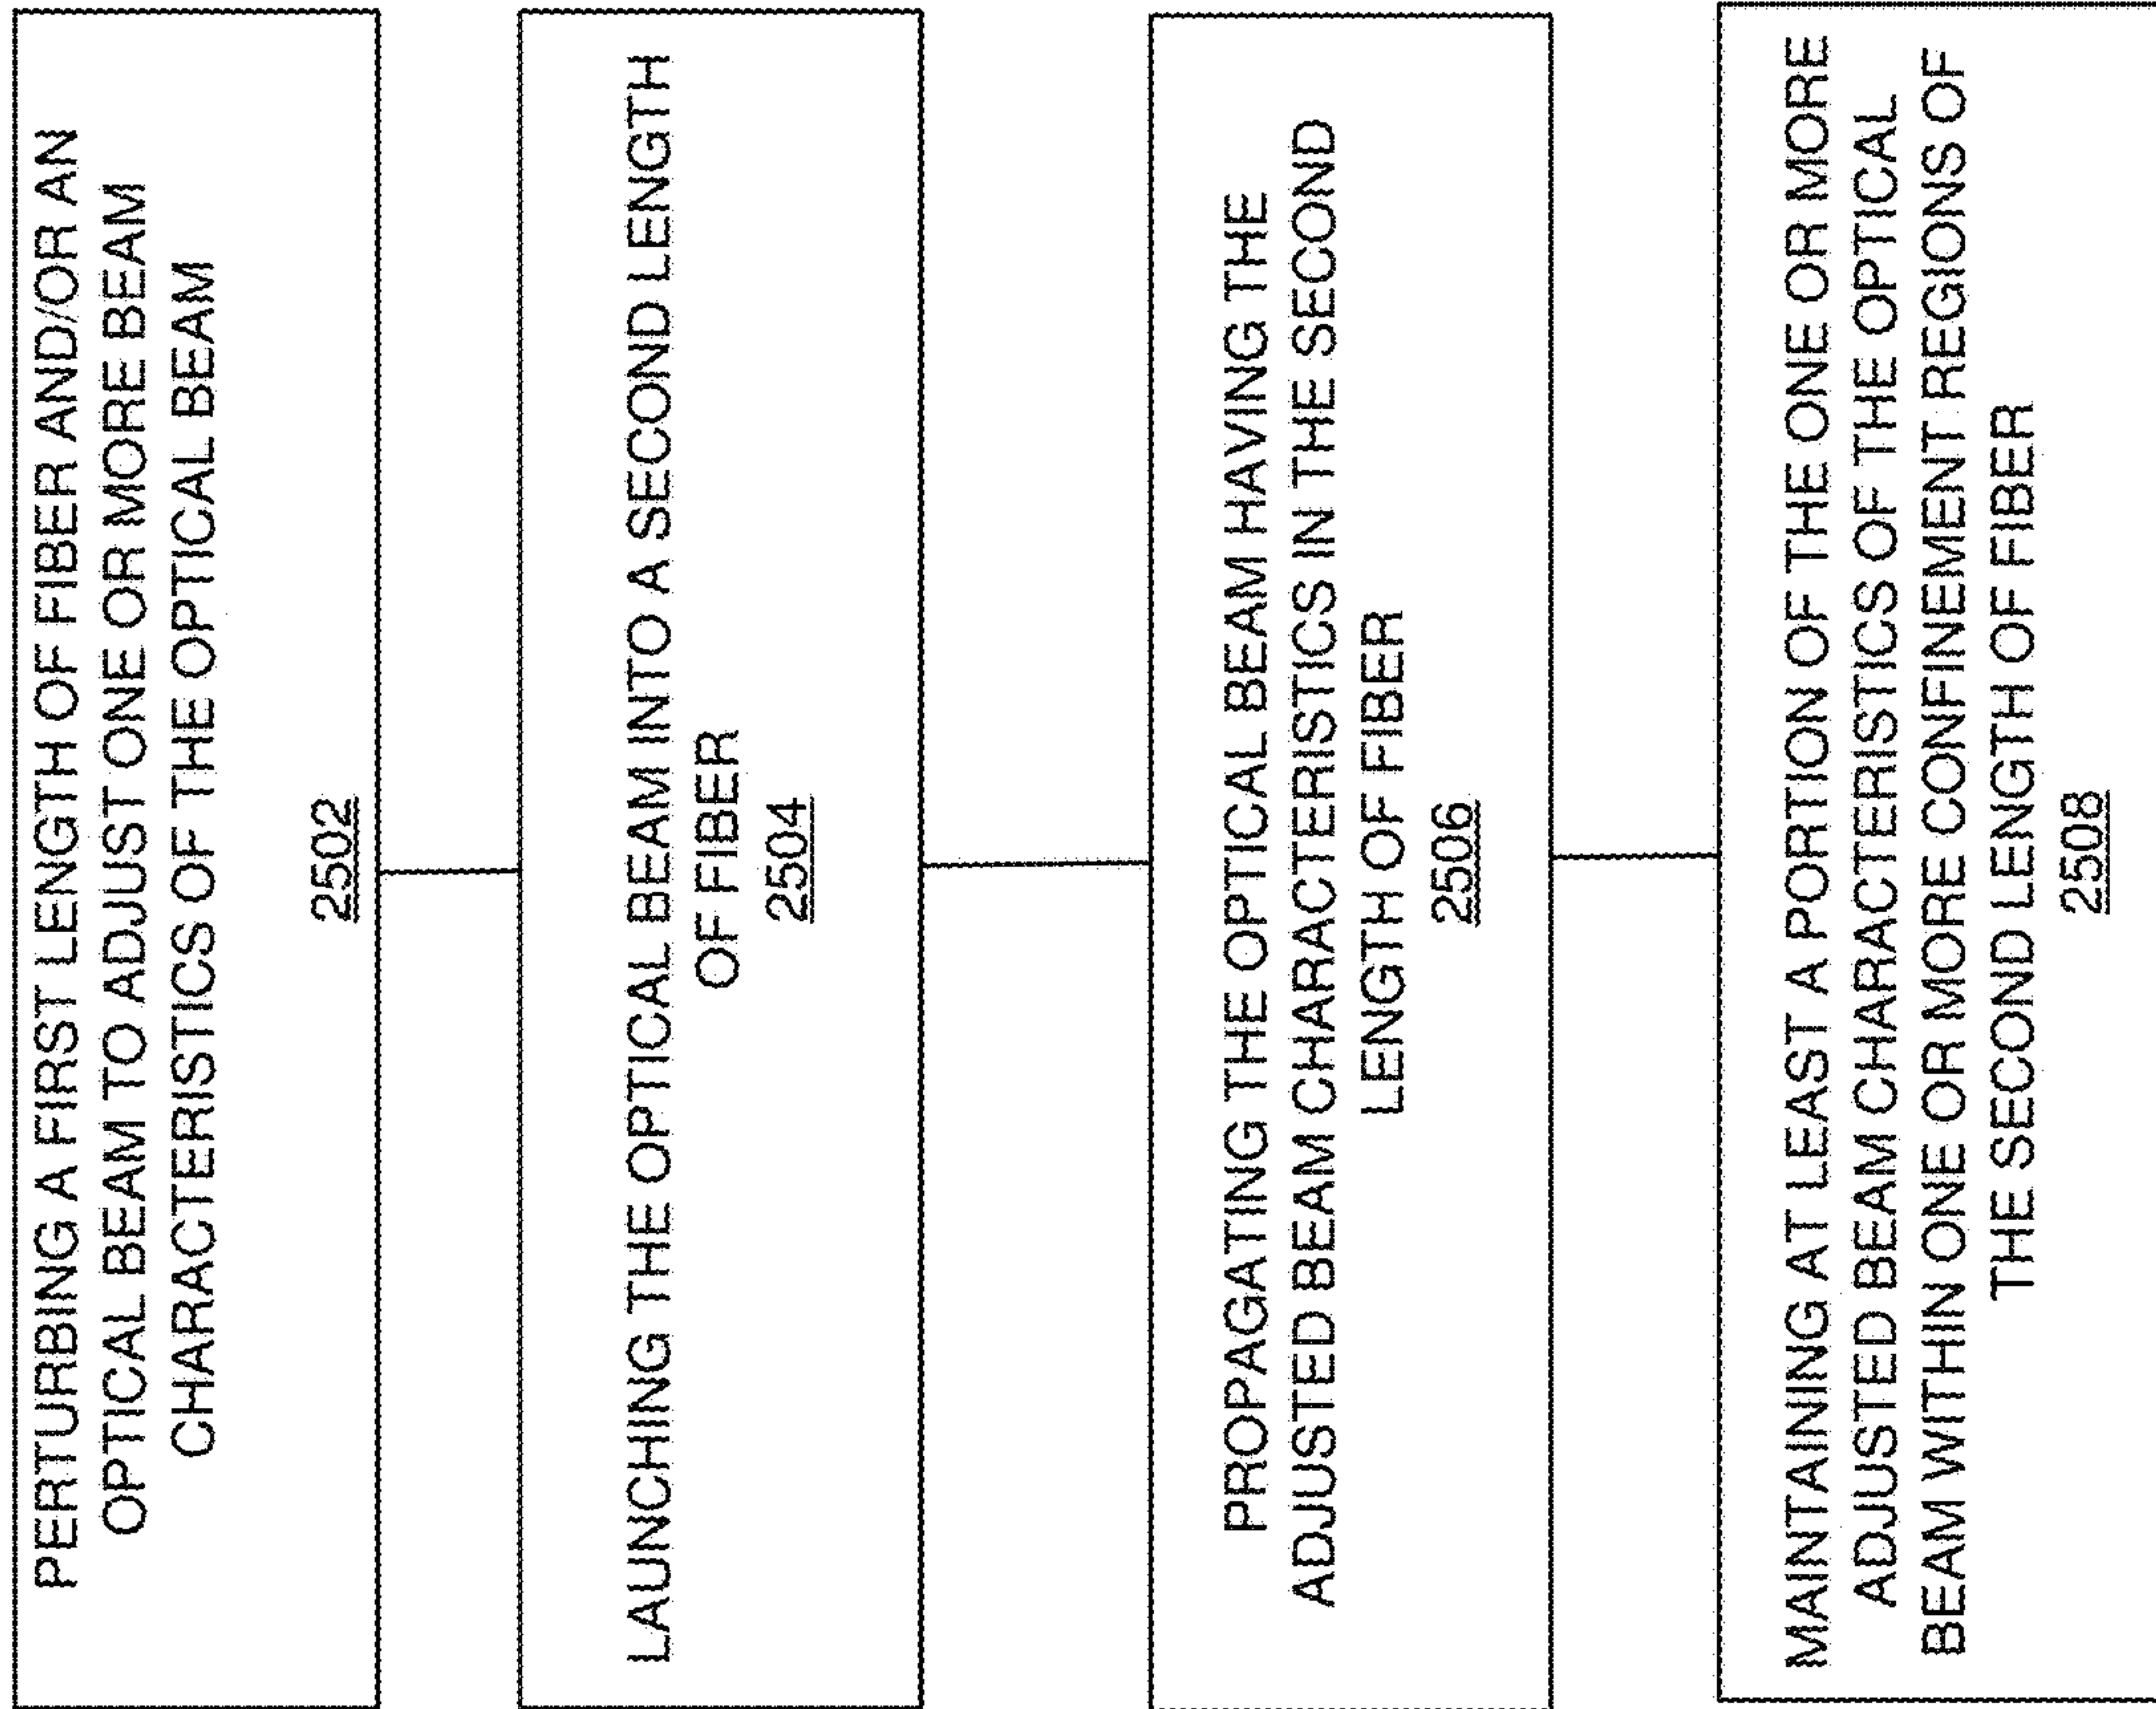 PERTURBING A FIRST LENGTH OF FIBER AND/OR AN
OPTICAL BEAM TO ADJUST ONE OR MORE BEAM
CHARACTERISTICS OF THE OPTICAL BEAM
2502
LAUNCHING THE OPTICAL BEAM INTO A SECOND LENGTH
OF FIBER
2504
PROPAGATING THE OPTICAL BEAM HAVING THE
ADJUSTED BEAM CHARACTERISTICS IN THE SECOND
LENGTH OF FIBER
2506
MAINTAINING AT LEAST A PORTION OF THE ONE OR MORE
ADJUSTED BEAM CHARACTERISTICS OF THE OPTICAL
BEAM WITHIN ONE OR MORE CONFINEMENT REGIONS OF
THE SECOND LENGTH OF FIBER
2508